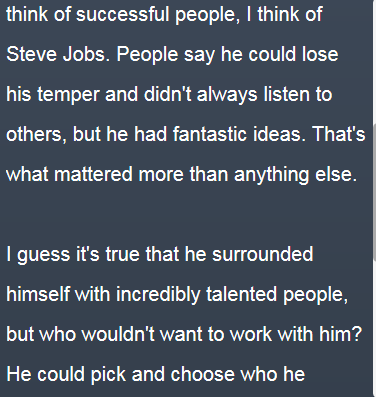 think of successful people, I think of
Steve Jobs. People say he could lose
his temper and didn't always listen to
others, but he had fantastic ideas. That's
what mattered more than anything else.
I guess it's true that he surrounded
himself with incredibly talented people,
but who wouldn't want to work with him?
He could pick and choose who he